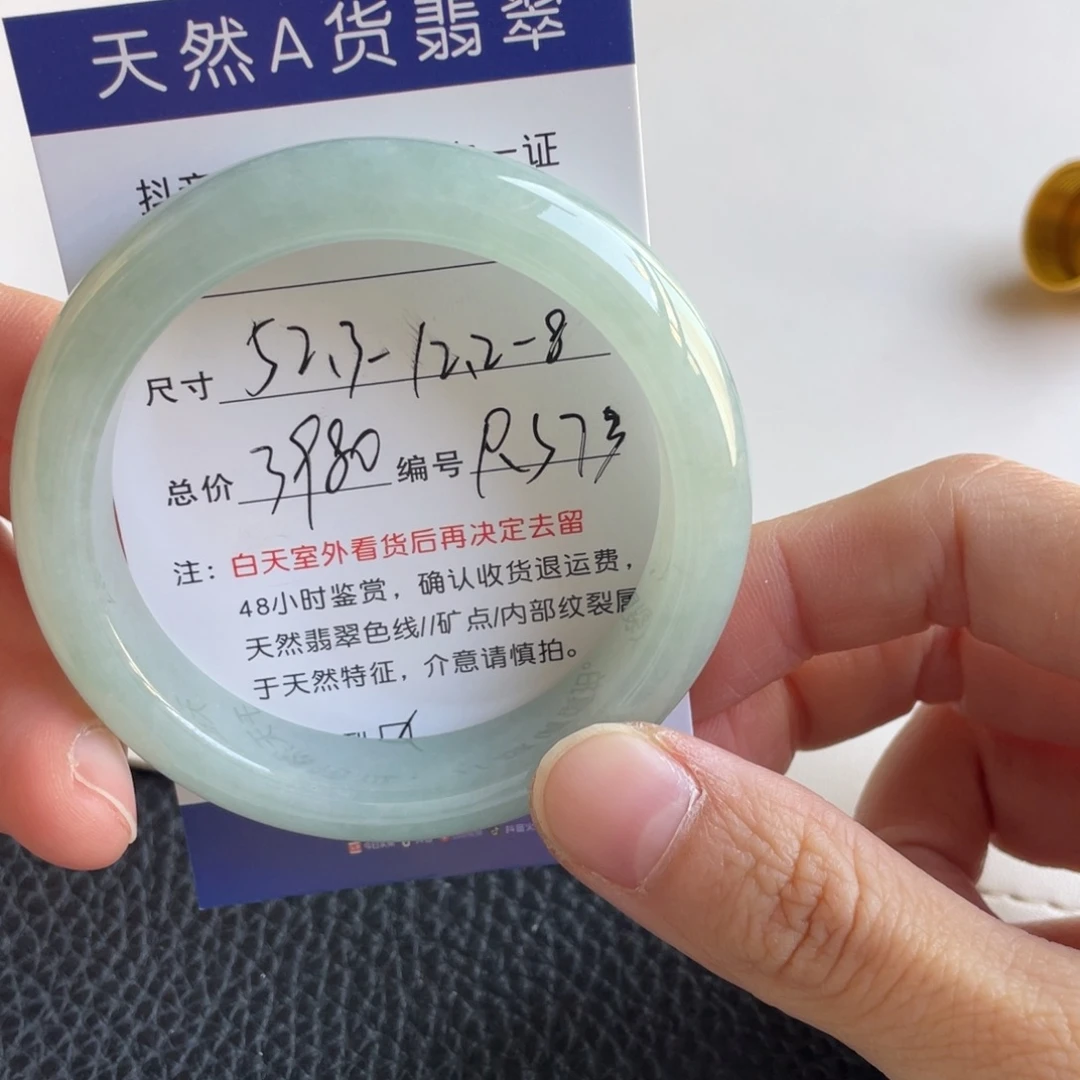 天然A货翡翠
一证
尺寸 52.3-12.2-8
总价 3980 编号 R573
注：白天室外看货后再决定去留
48小时鉴赏，确认收货退运费，
天然翡翠色线//矿点/内部纹裂属
于天然特征，介意请慎拍。